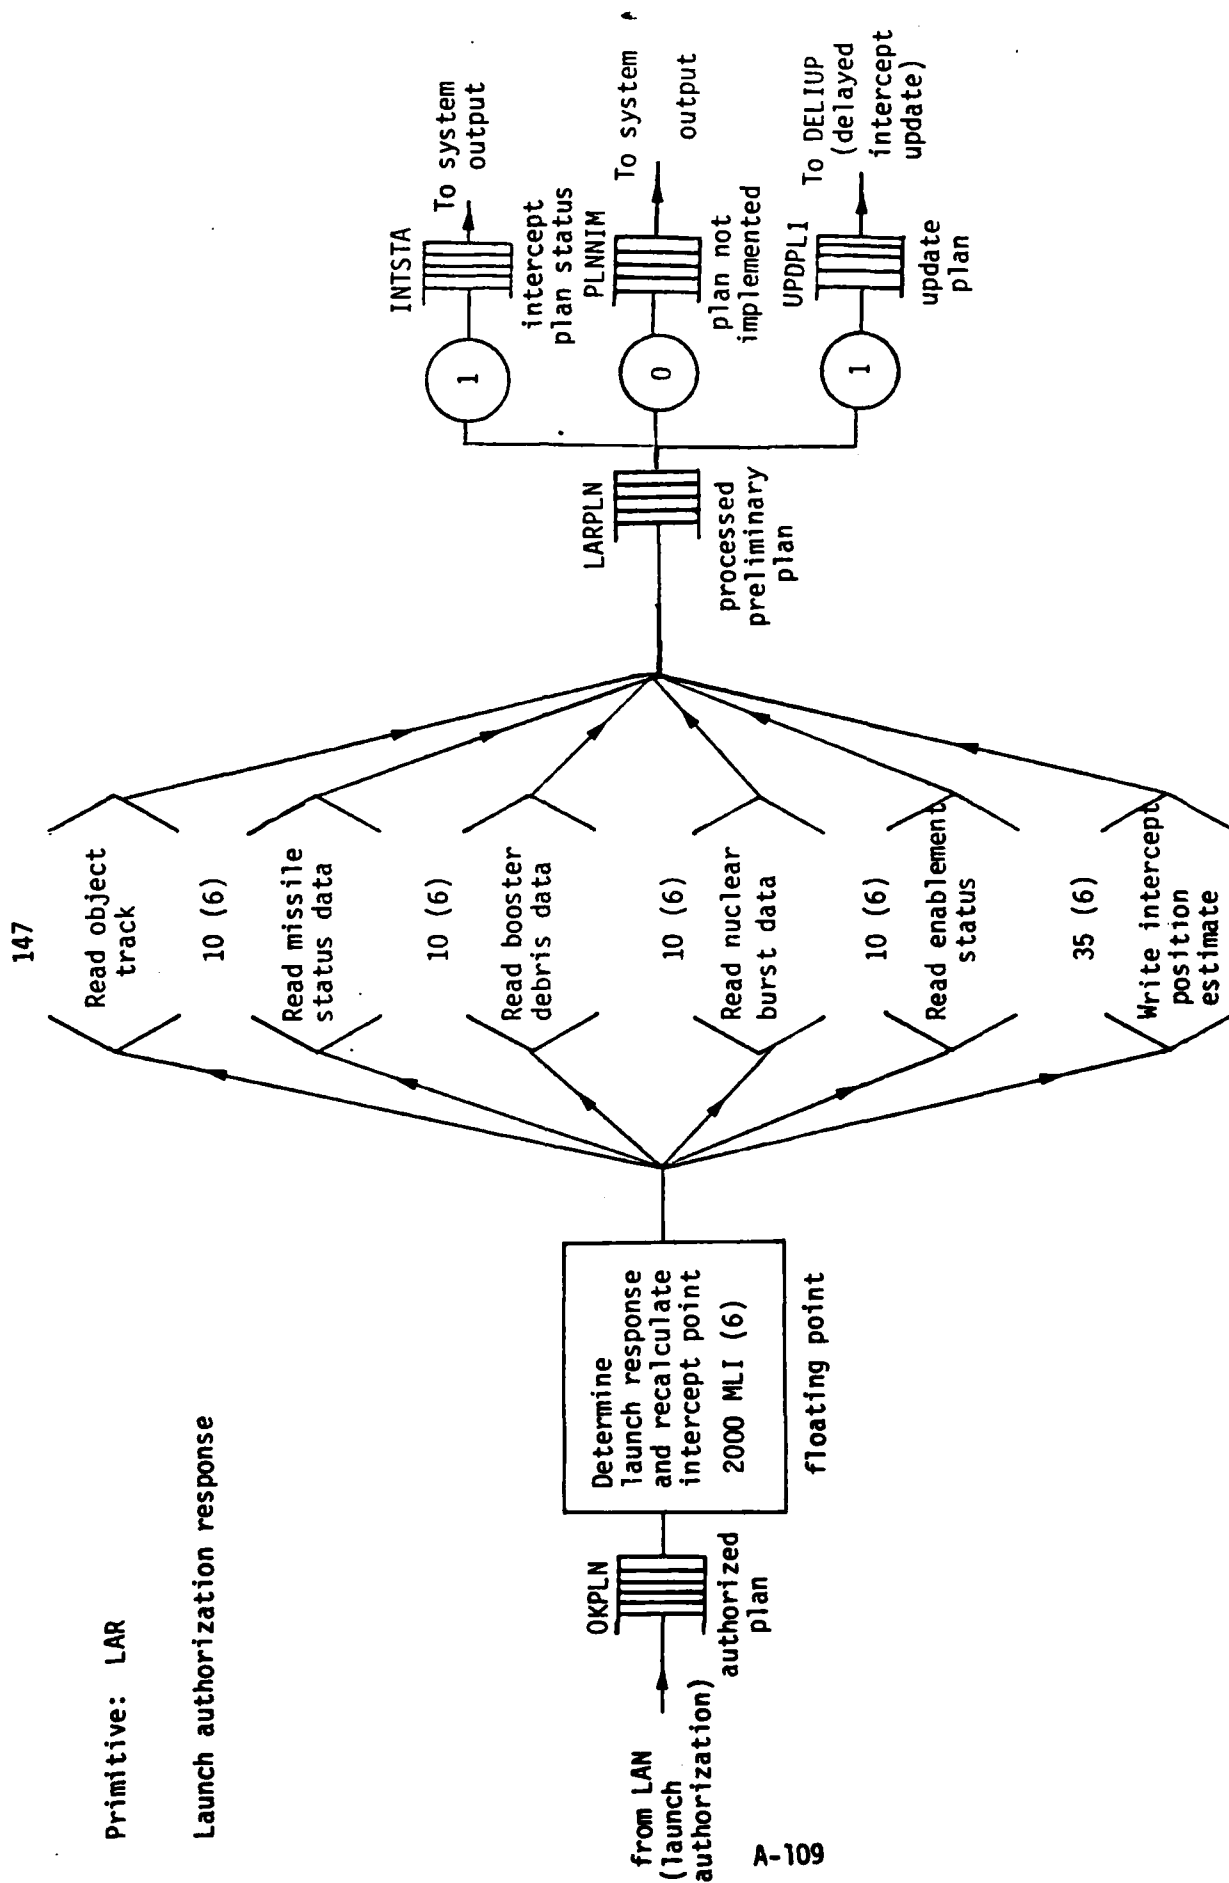 Primitive: LAR
Launch authorization response
from LAN
(launch
authorization)
OKPLN
authorized
plan
Determine
launch response
and recalculate
intercept point
2000 MLI (6)
floating point
147
Read object
track
10 (6)
Read missile
status data
10 (6)
Read booster
debris data
10 (6)
Read nuclear
burst data
10 (6)
Read enablement
status
35 (6)
Write intercept
position
estimate
LARPLN
processed
preliminary
plan
1
INTSTA
intercept
plan status
To system
output
0
PLNNIM
plan not
implemented
To system
output
1
UPDPLI
update
plan
To DELIUP
(delayed
intercept
update)
A-109